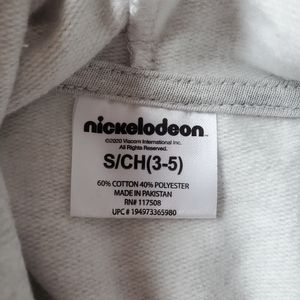 nickelodeon
©2020 Viacom International Inc.
All Rights Reserved.
S/CH(3-5)
60% COTTON 40% POLYESTER
MADE IN PAKISTAN
RN# 117508
UPC # 194973365980